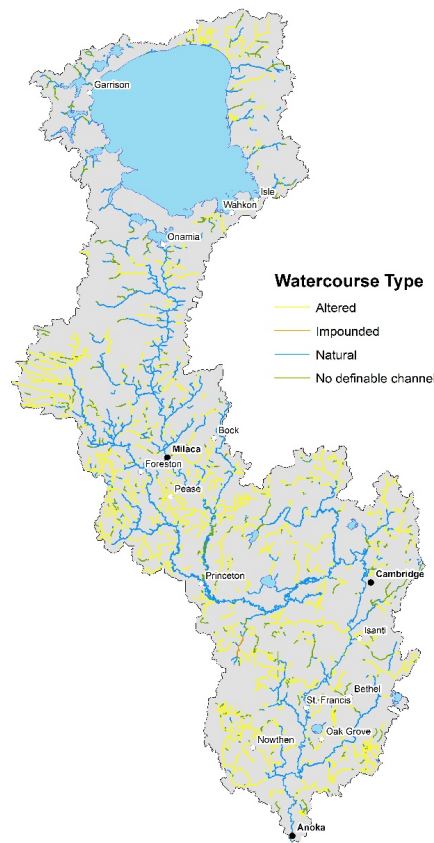 Garrison
Isle
Wahkon
Onamia
Watercourse Type
Altered
Impounded
Natural
No definable channel
Bock
Milaca
Foreston
Pease
Princeton
Cambridge
Isanti
Bethel
St. Francis
Oak Grove
Nowthen
Anoka